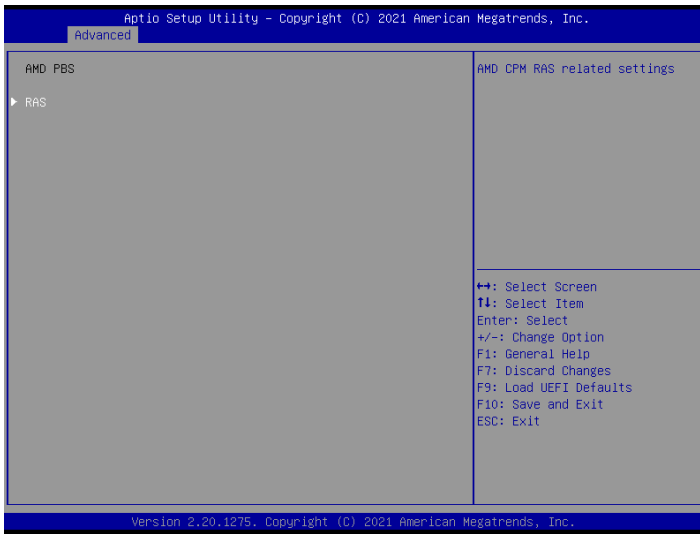 Aptio Setup Utility – Copyright (C) 2021 American Megatrends, Inc.
Advanced
AMD PBS
▶ RAS
AMD CPM RAS related settings
↔: Select Screen
↑↓: Select Item
Enter: Select
+/-: Change Option
F1: General Help
F7: Discard Changes
F9: Load UEFI Defaults
F10: Save and Exit
ESC: Exit
Version 2.20.1275. Copyright (C) 2021 American Megatrends, Inc.